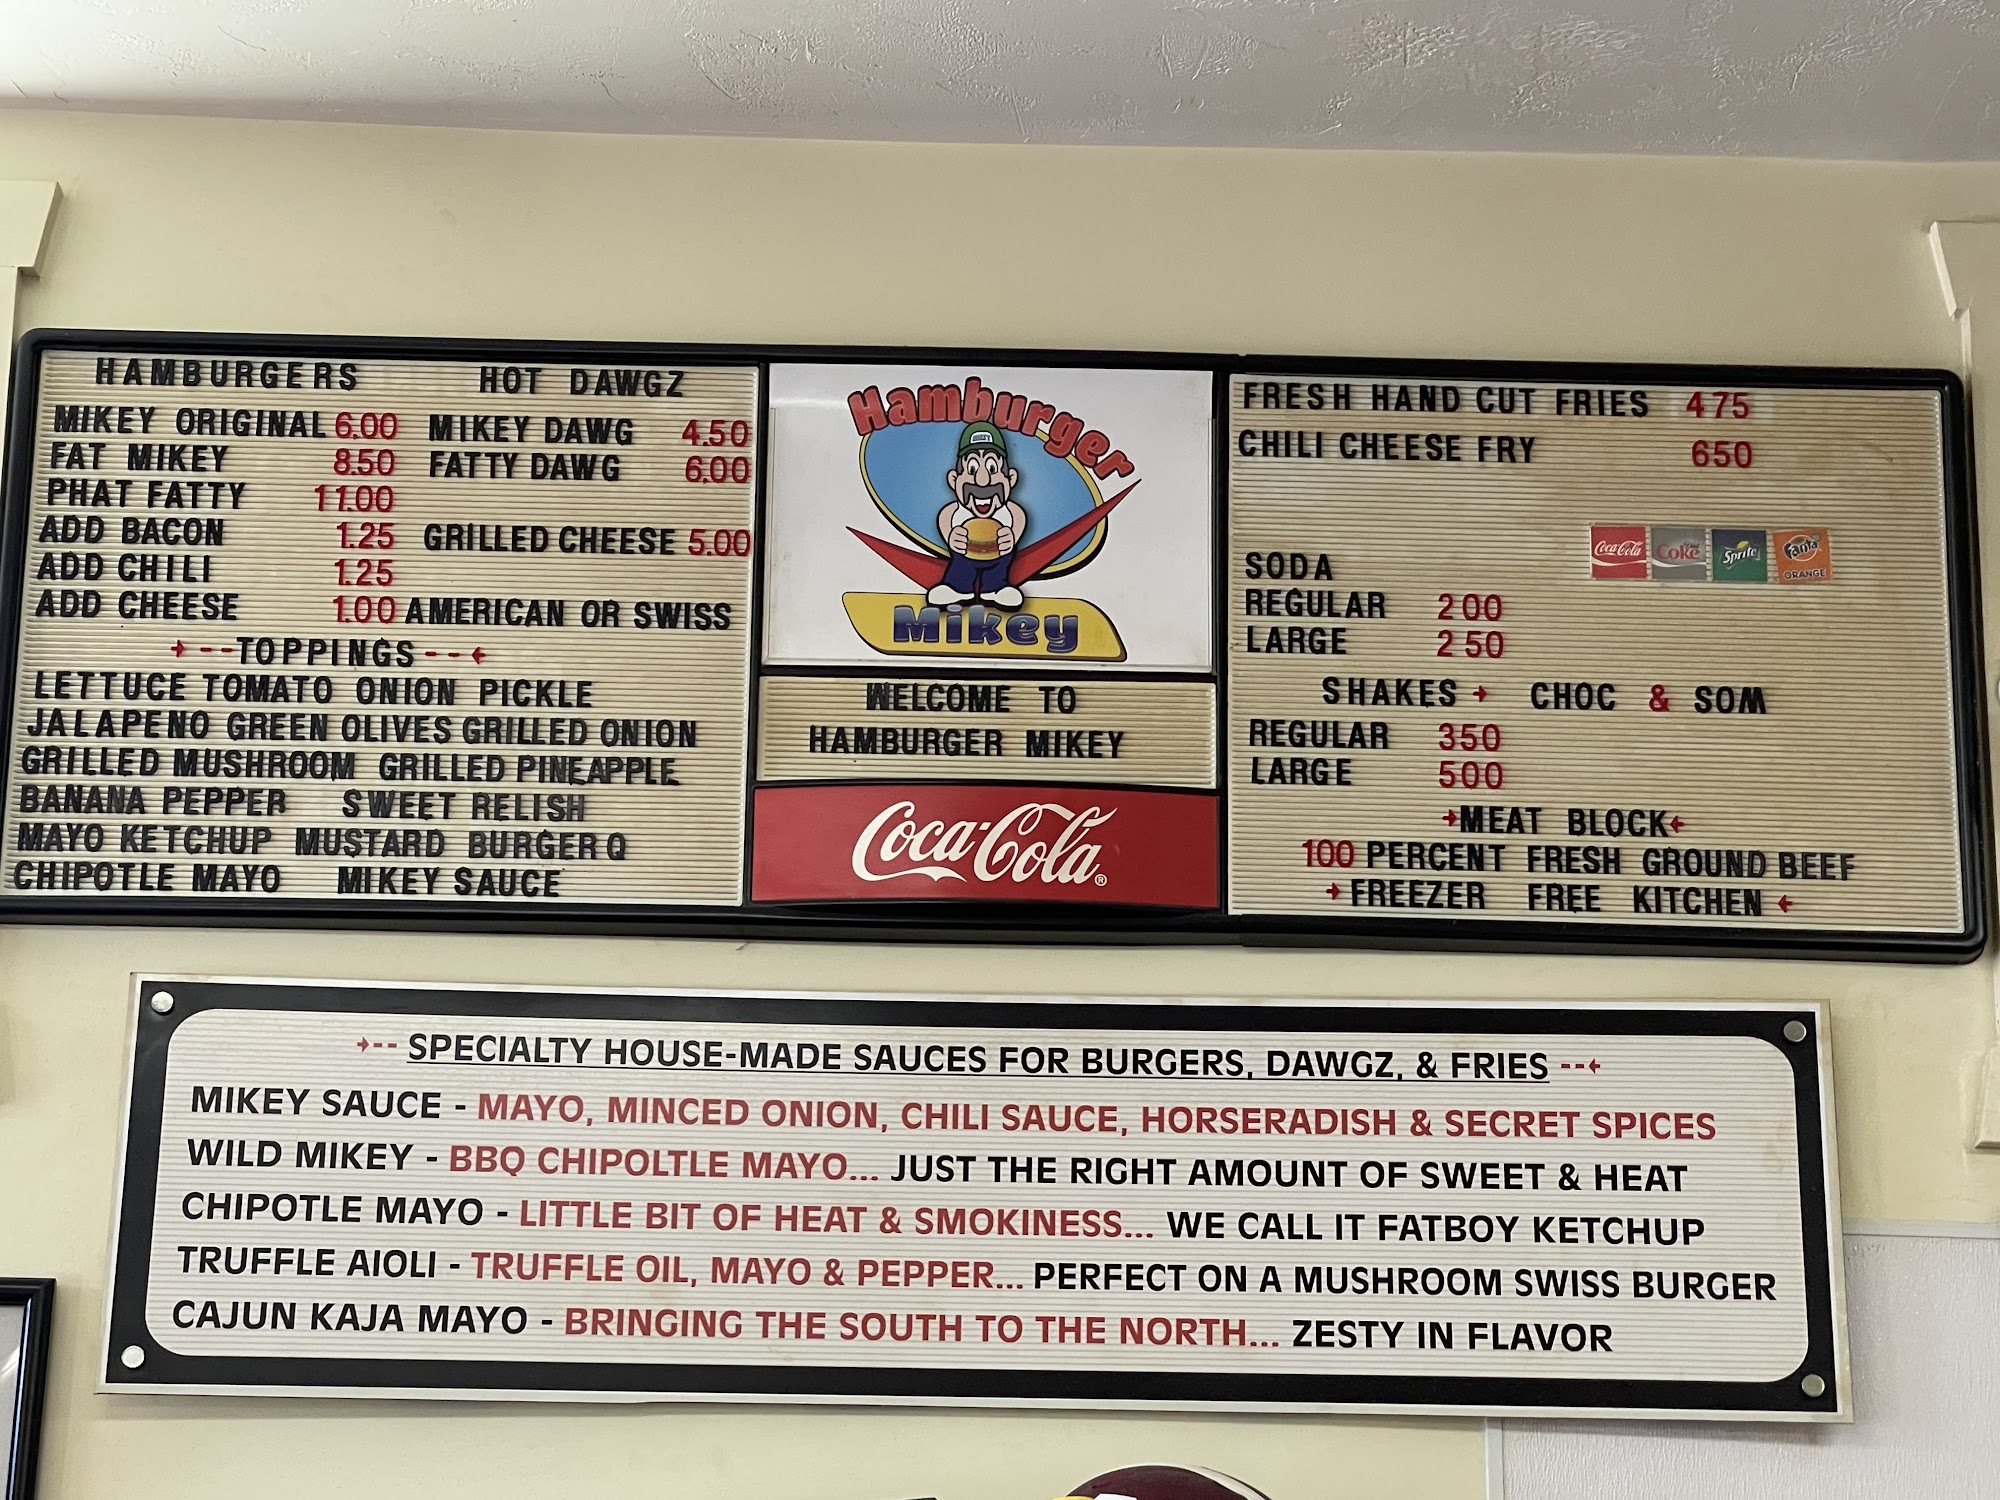 HAMBURGERS HOT DAWGZ
MIKEY ORIGINAL 6.00 MIKEY DAWG 4.50
FAT MIKEY 8.50 FATTY DAWG 6.00
PHAT FATTY 11.00
ADD BACON 1.25 GRILLED CHEESE 5.00
ADD CHILI 1.25
ADD CHEESE 1.00 AMERICAN OR SWISS
TOPPINGS
LETTUCE TOMATO ONION PICKLE
JALAPENO GREEN OLIVES GRILLED ONION
GRILLED MUSHROOM GRILLED PINEAPPLE
BANANA PEPPER SWEET RELISH
MAYO KETCHUP MUSTARD BURGER Q
CHIPOTLE MAYO MIKEY SAUCE
Hamburger
Mikey
WELCOME TO
HAMBURGER MIKEY
Coca-Cola®
FRESH HAND CUT FRIES 475
CHILI CHEESE FRY 650
Coca-Cola Coke Sprite Fanta ORANGE
SODA
REGULAR 200
LARGE 250
SHAKES CHOC & SOM
REGULAR 350
LARGE 500
MEAT BLOCK
100 PERCENT FRESH GROUND BEEF
FREEZER FREE KITCHEN
SPECIALTY HOUSE-MADE SAUCES FOR BURGERS, DAWGZ, & FRIES
MIKEY SAUCE - MAYO, MINCED ONION, CHILI SAUCE, HORSERADISH & SECRET SPICES
WILD MIKEY - BBQ CHIPOLTLE MAYO... JUST THE RIGHT AMOUNT OF SWEET & HEAT
CHIPOTLE MAYO - LITTLE BIT OF HEAT & SMOKINESS... WE CALL IT FATBOY KETCHUP
TRUFFLE AIOLI - TRUFFLE OIL, MAYO & PEPPER... PERFECT ON A MUSHROOM SWISS BURGER
CAJUN KAJA MAYO - BRINGING THE SOUTH TO THE NORTH... ZESTY IN FLAVOR